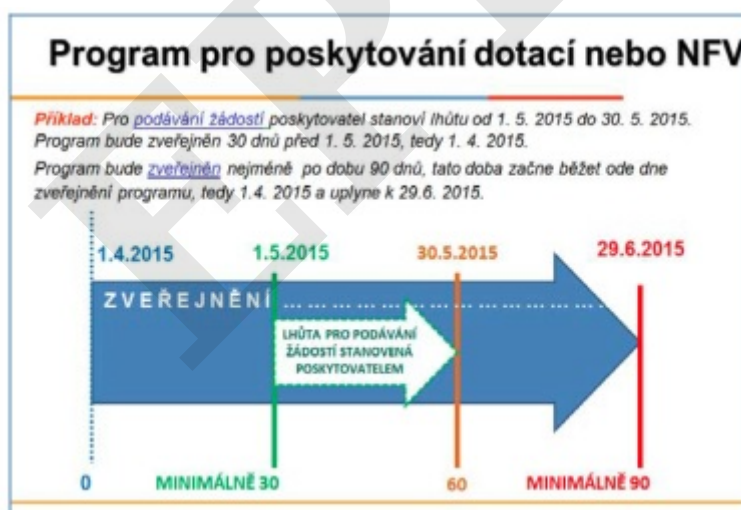 Program pro poskytování dotací nebo NFV
Příklad: Pro podávání žádostí poskytovatel stanoví lhůtu od 1. 5. 2015 do 30. 5. 2015.
Program bude zveřejněn 30 dnů před 1. 5. 2015, tedy 1. 4. 2015.
Program bude zveřejněn nejméně po dobu 90 dnů, tato doba začne běžet ode dne
zveřejnění programu, tedy 1.4. 2015 a uplyne k 29.6. 2015.
1.4.2015 1.5.2015 30.5.2015 29.6.2015
ZVEŘEJNĚNÍ ... ... ... ... ... ... ... ... ... ... ...
LHŮTA PRO PODÁVÁNÍ
ŽÁDOSTÍ STANOVENÁ
POSKYTOVATELEM
0 MINIMÁLNĚ 30 60 MINIMÁLNĚ 90